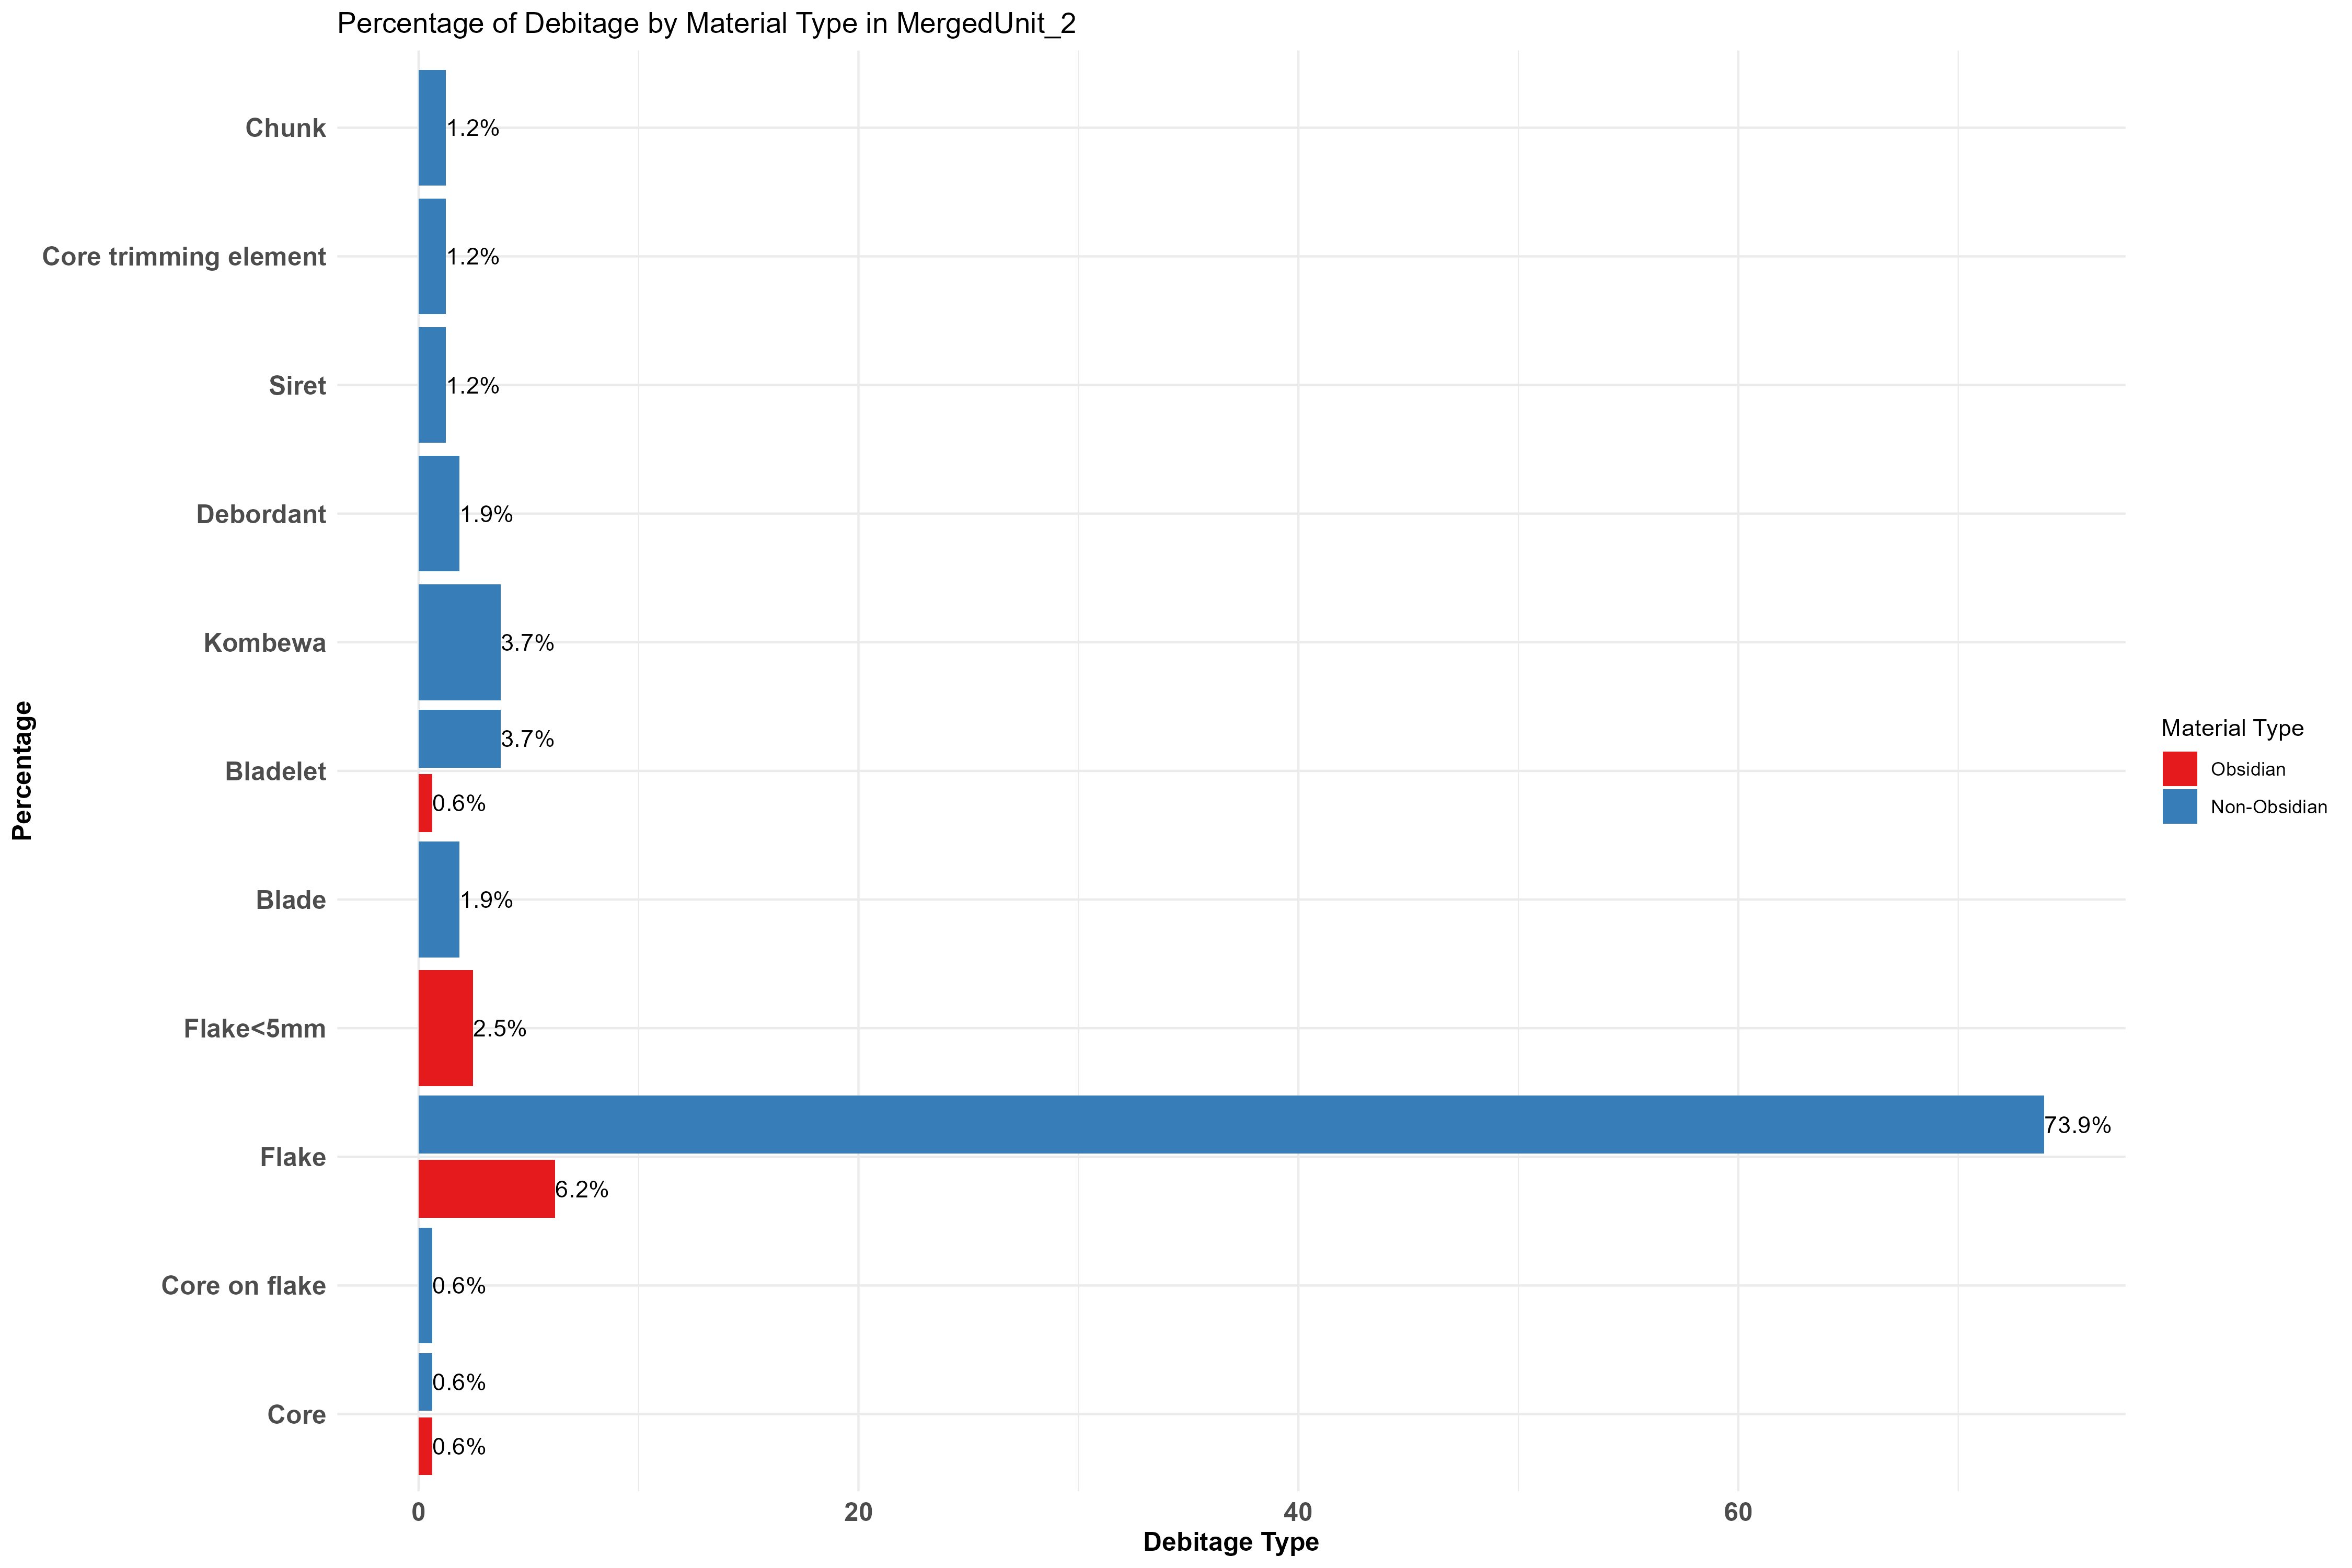 Percentage of Debitage by Material Type in MergedUnit_2
Percentage
Chunk
1.2%
Core trimming element
1.2%
Siret
1.2%
Debordant
1.9%
Kombewa
3.7%
Bladelet
3.7%
0.6%
Blade
1.9%
Flake<5mm
2.5%
Flake
73.9%
6.2%
Core on flake
0.6%
Core
0.6%
0.6%
0 20 40 60
Debitage Type
Material Type
Obsidian
Non-Obsidian